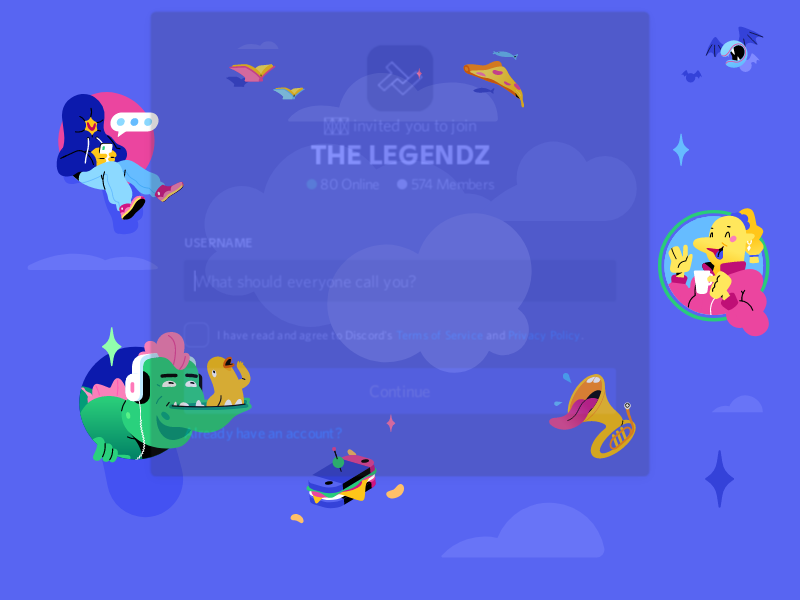 invited you to join
THE LEGENDZ
80 Online 574 Members
USERNAME
What should everyone call you?
I have read and agree to Discord's Terms of Service and Privacy Policy.
Continue
Already have an account?